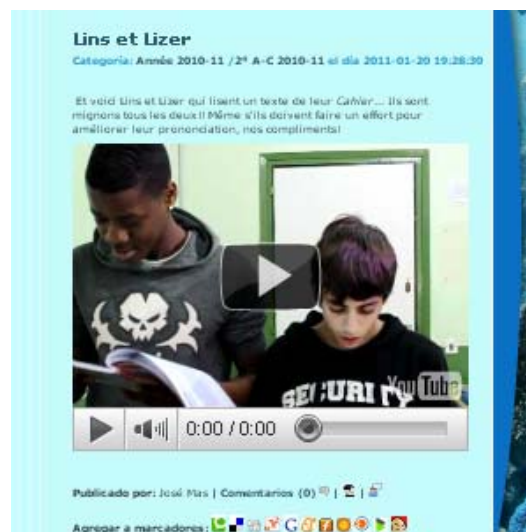 Lins et Lizer
Categoria: Année 2010-11 /2º A-C 2010-11 el día 2011-01-20 19:28:30
Et voici Lins et Lizer qui lisent un texte de leur Cahier... Ils sont
mignons tous les deux!! Même s'ils doivent faire un effort pour
améliorer leur prononciation, nos compliments!
SECURI
YouTube
0:00 / 0:00
Publicado por: José Mas | Comentarios (0) | |
Agregar a marcadores: